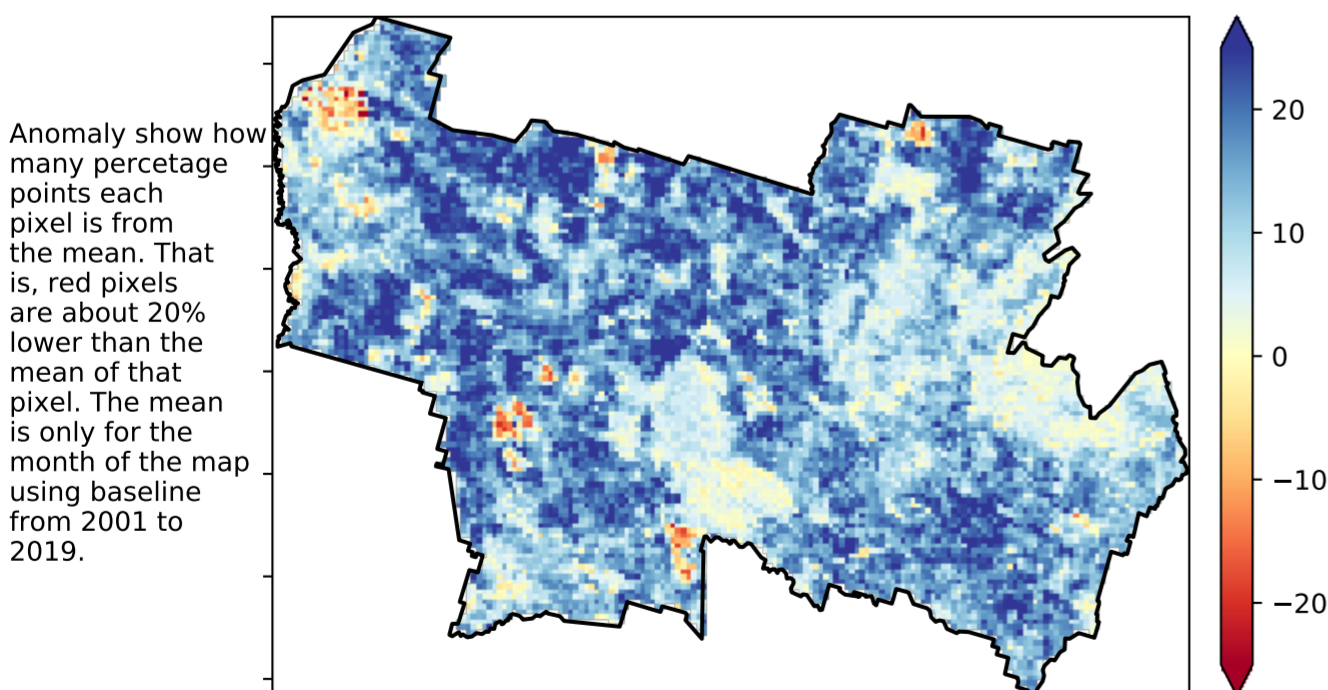 Anomaly show how
many percetage
points each
pixel is from
the mean. That
is, red pixels
are about 20%
lower than the
mean of that
pixel. The mean
is only for the
month of the map
using baseline
from 2001 to
2019.
20
10
0
−10
−20